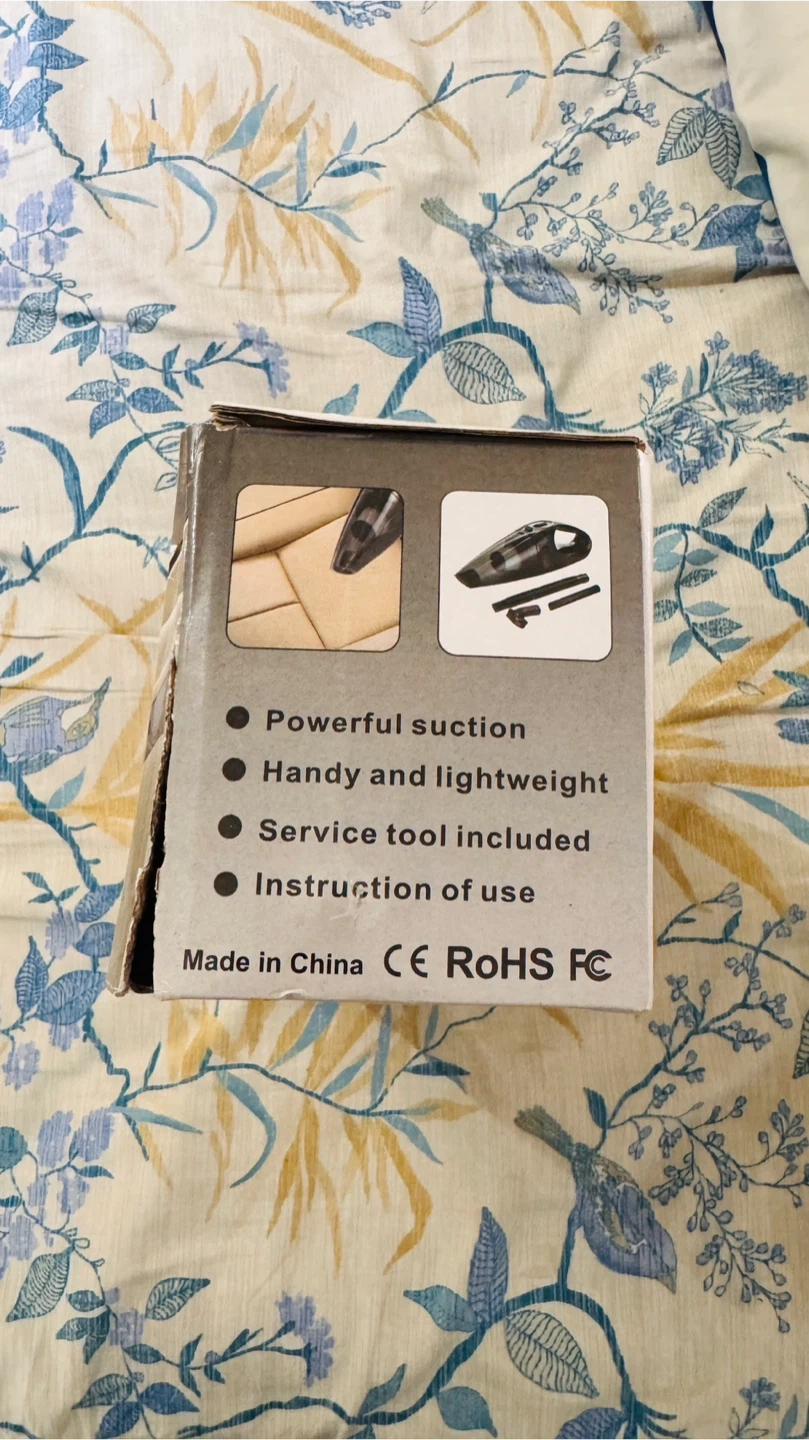 ● Powerful suction
● Handy and lightweight
● Service tool included
● Instruction of use
Made in China CE RoHS FC